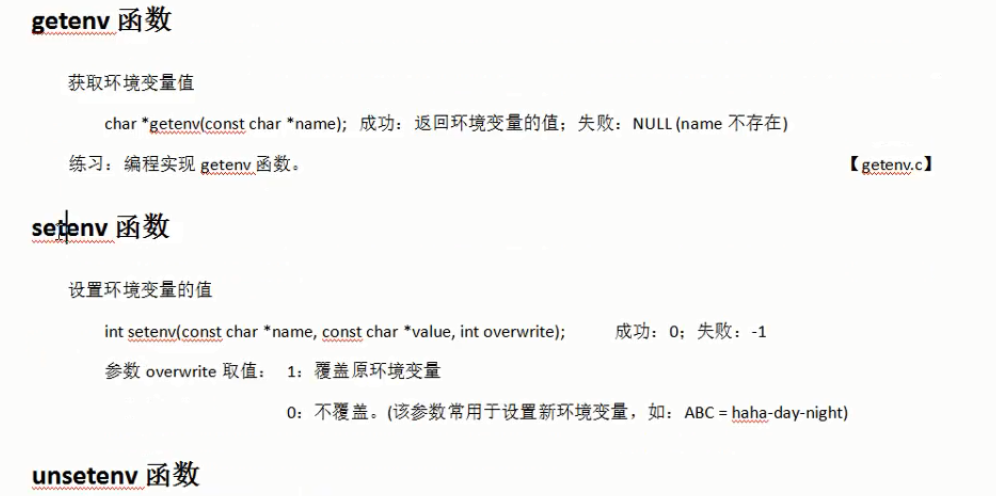 getenv 函数
获取环境变量值
char *getenv(const char *name); 成功：返回环境变量的值；失败：NULL (name 不存在)
练习：编程实现 getenv 函数。 【getenv.c】
setenv 函数
设置环境变量的值
int setenv(const char *name, const char *value, int overwrite); 成功：0；失败：-1
参数 overwrite 取值： 1：覆盖原环境变量
0：不覆盖。(该参数常用于设置新环境变量，如：ABC = haha-day-night)
unsetenv 函数